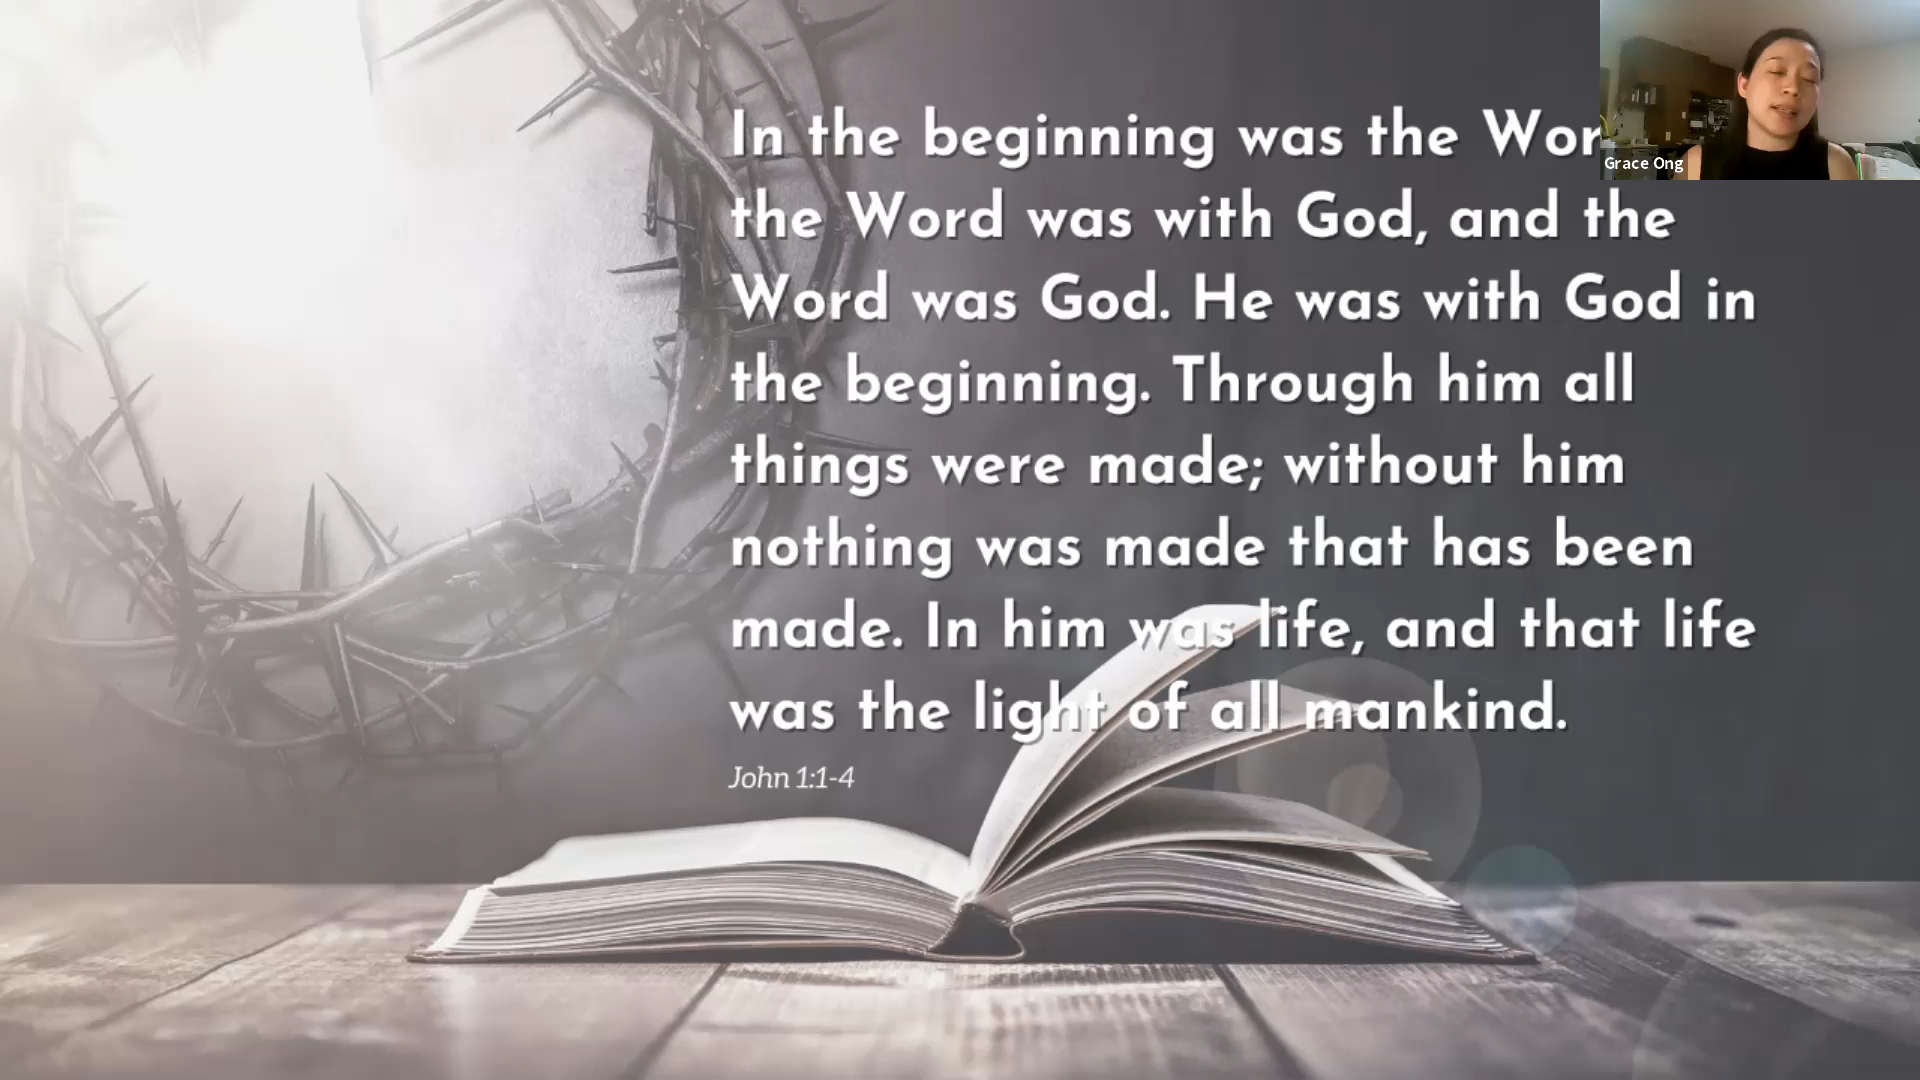 In the beginning was the Wor
the Word was with God, and the
Word was God. He was with God in
the beginning. Through him all
things were made; without him
nothing was made that has been
made. In him was life, and that life
was the light of all mankind.
John 1:1-4
Grace Ong